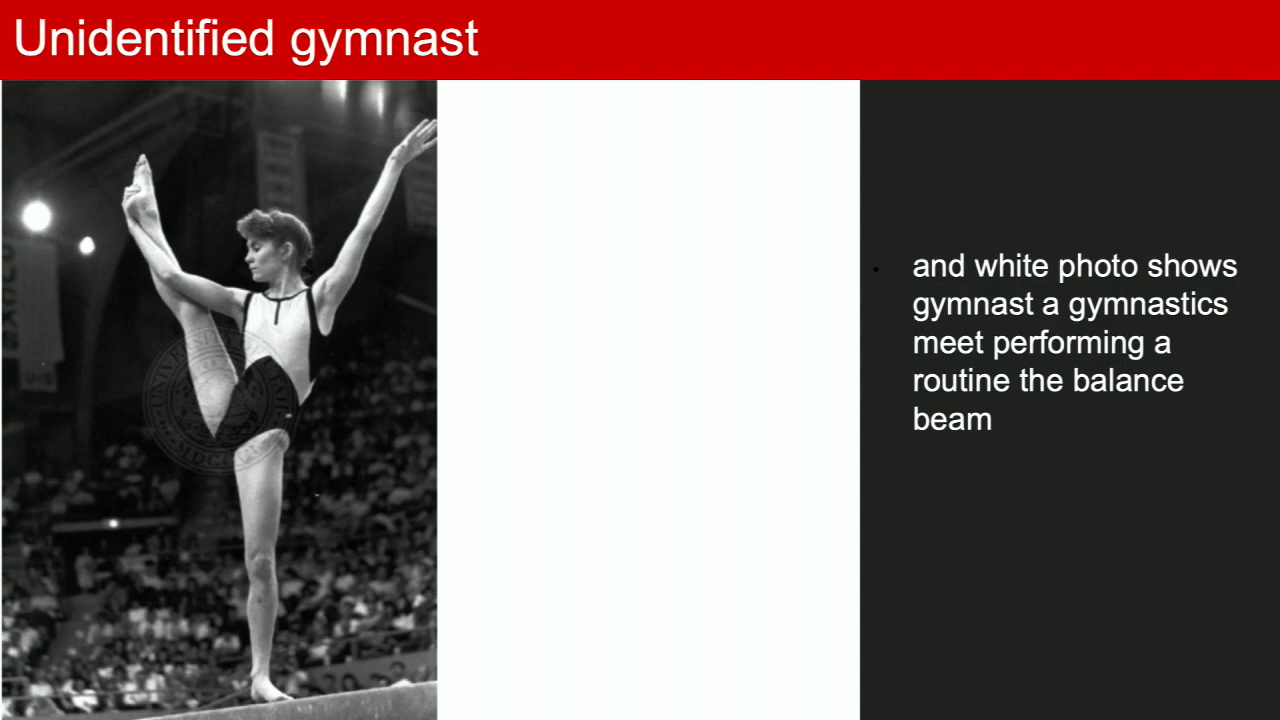 Unidentified gymnast
and white photo shows
gymnast a gymnastics
meet performing a
routine the balance
beam